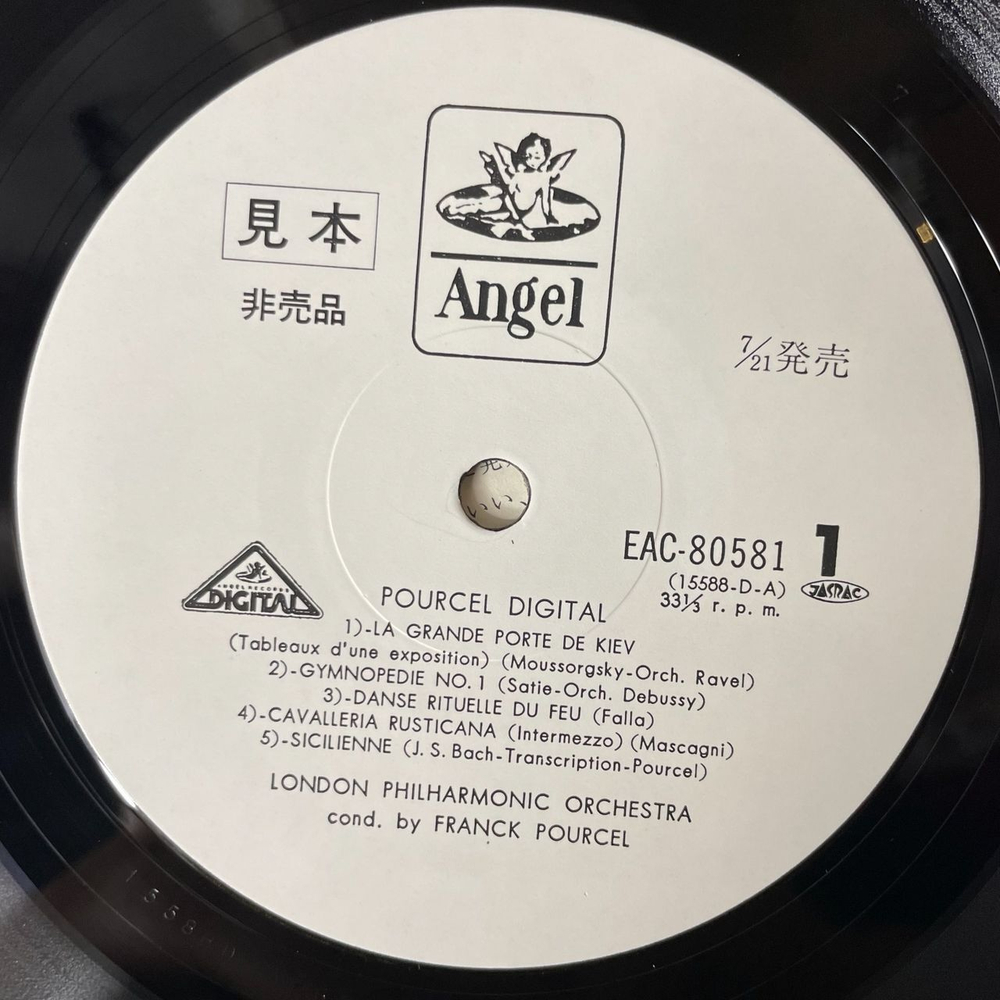 見本
非売品
Angel
7/21発売
EAC-80581 1
(15588-D-A)
33⅓ r. p. m.
JASRAC
ANGEL RECORDS
DIGITAL
POURCEL DIGITAL
1)-LA GRANDE PORTE DE KIEV
(Tableaux d'une exposition) (Moussorgsky-Orch. Ravel)
2)-GYMNOPEDIE NO. 1 (Satie-Orch. Debussy)
3)-DANSE RITUELLE DU FEU (Falla)
4)-CAVALLERIA RUSTICANA (Intermezzo) (Mascagni)
5)-SICILIENNE (J. S. Bach-Transcription-Pourcel)
LONDON PHILHARMONIC ORCHESTRA
cond. by FRANCK POURCEL